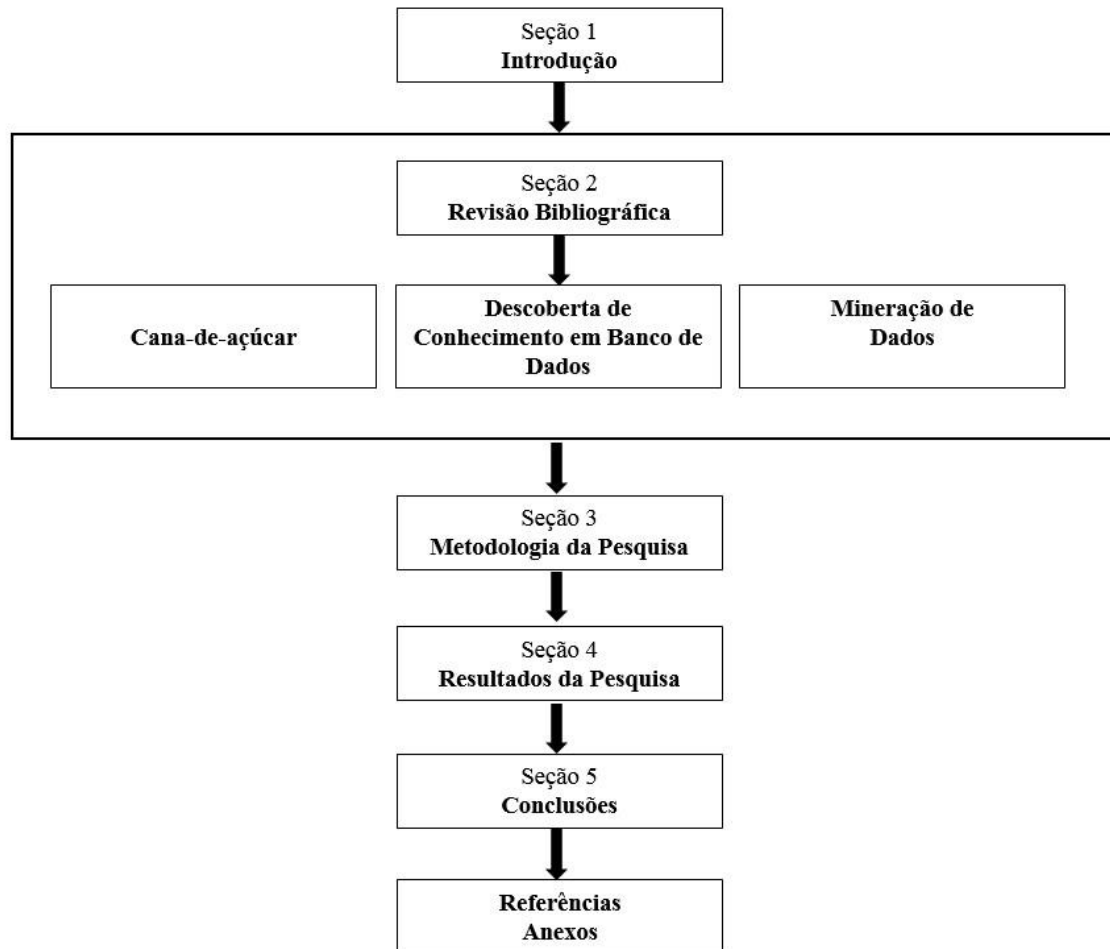 Seção 1
Introdução
Seção 2
Revisão Bibliográfica
Cana-de-açúcar
Descoberta de
Conhecimento em Banco de
Dados
Mineração de
Dados
Seção 3
Metodologia da Pesquisa
Seção 4
Resultados da Pesquisa
Seção 5
Conclusões
Referências
Anexos